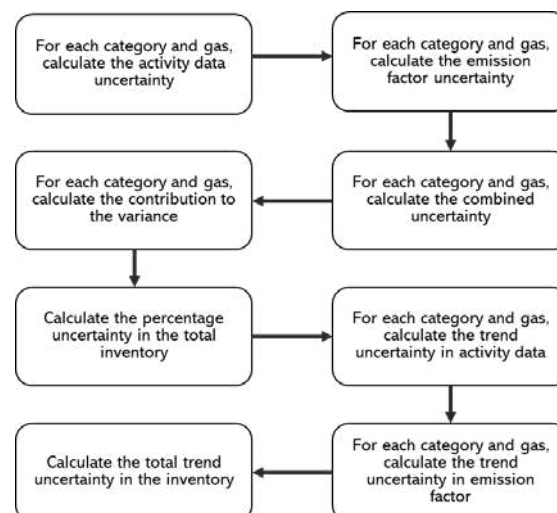 For each category and gas,
calculate the activity data
uncertainty
For each category and gas,
calculate the emission
factor uncertainty
For each category and gas,
calculate the combined
uncertainty
For each category and gas,
calculate the contribution to
the variance
Calculate the percentage
uncertainty in the total
inventory
For each category and gas,
calculate the trend
uncertainty in activity data
For each category and gas,
calculate the trend
uncertainty in emission
factor
Calculate the total trend
uncertainty in the inventory